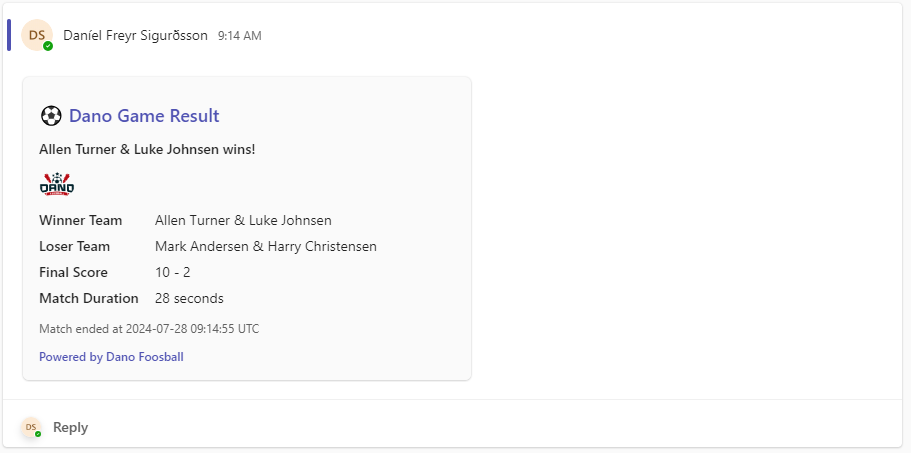 DS Daníel Freyr Sigurðsson 9:14 AM
Dano Game Result
Allen Turner & Luke Johnsen wins!
DANO
Winner Team Allen Turner & Luke Johnsen
Loser Team Mark Andersen & Harry Christensen
Final Score 10 - 2
Match Duration 28 seconds
Match ended at 2024-07-28 09:14:55 UTC
Powered by Dano Foosball
DS Reply